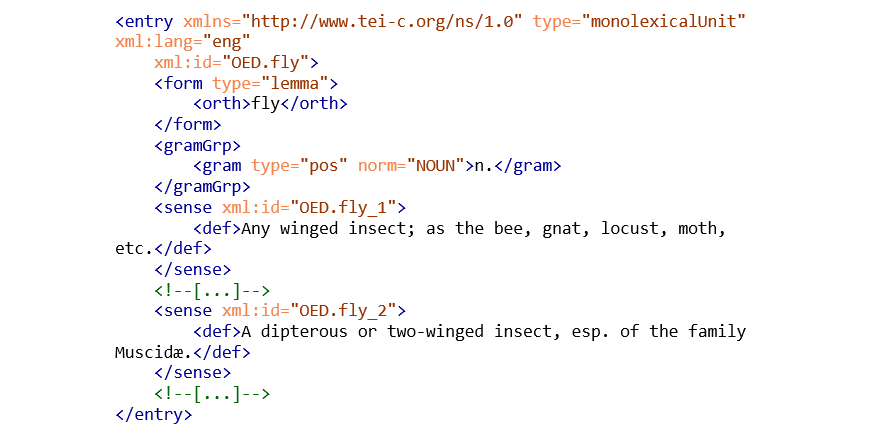 <entry xmlns="http://www.tei-c.org/ns/1.0" type="monolexicalUnit"
xml:lang="eng"
    xml:id="OED.fly">
    <form type="lemma">
        <orth>fly</orth>
    </form>
    <gramGrp>
        <gram type="pos" norm="NOUN">n.</gram>
    </gramGrp>
    <sense xml:id="OED.fly_1">
        <def>Any winged insect; as the bee, gnat, locust, moth,
etc.</def>
    </sense>
    <!--[...]-->
    <sense xml:id="OED.fly_2">
        <def>A dipterous or two-winged insect, esp. of the family
Muscidæ.</def>
    </sense>
    <!--[...]-->
</entry>